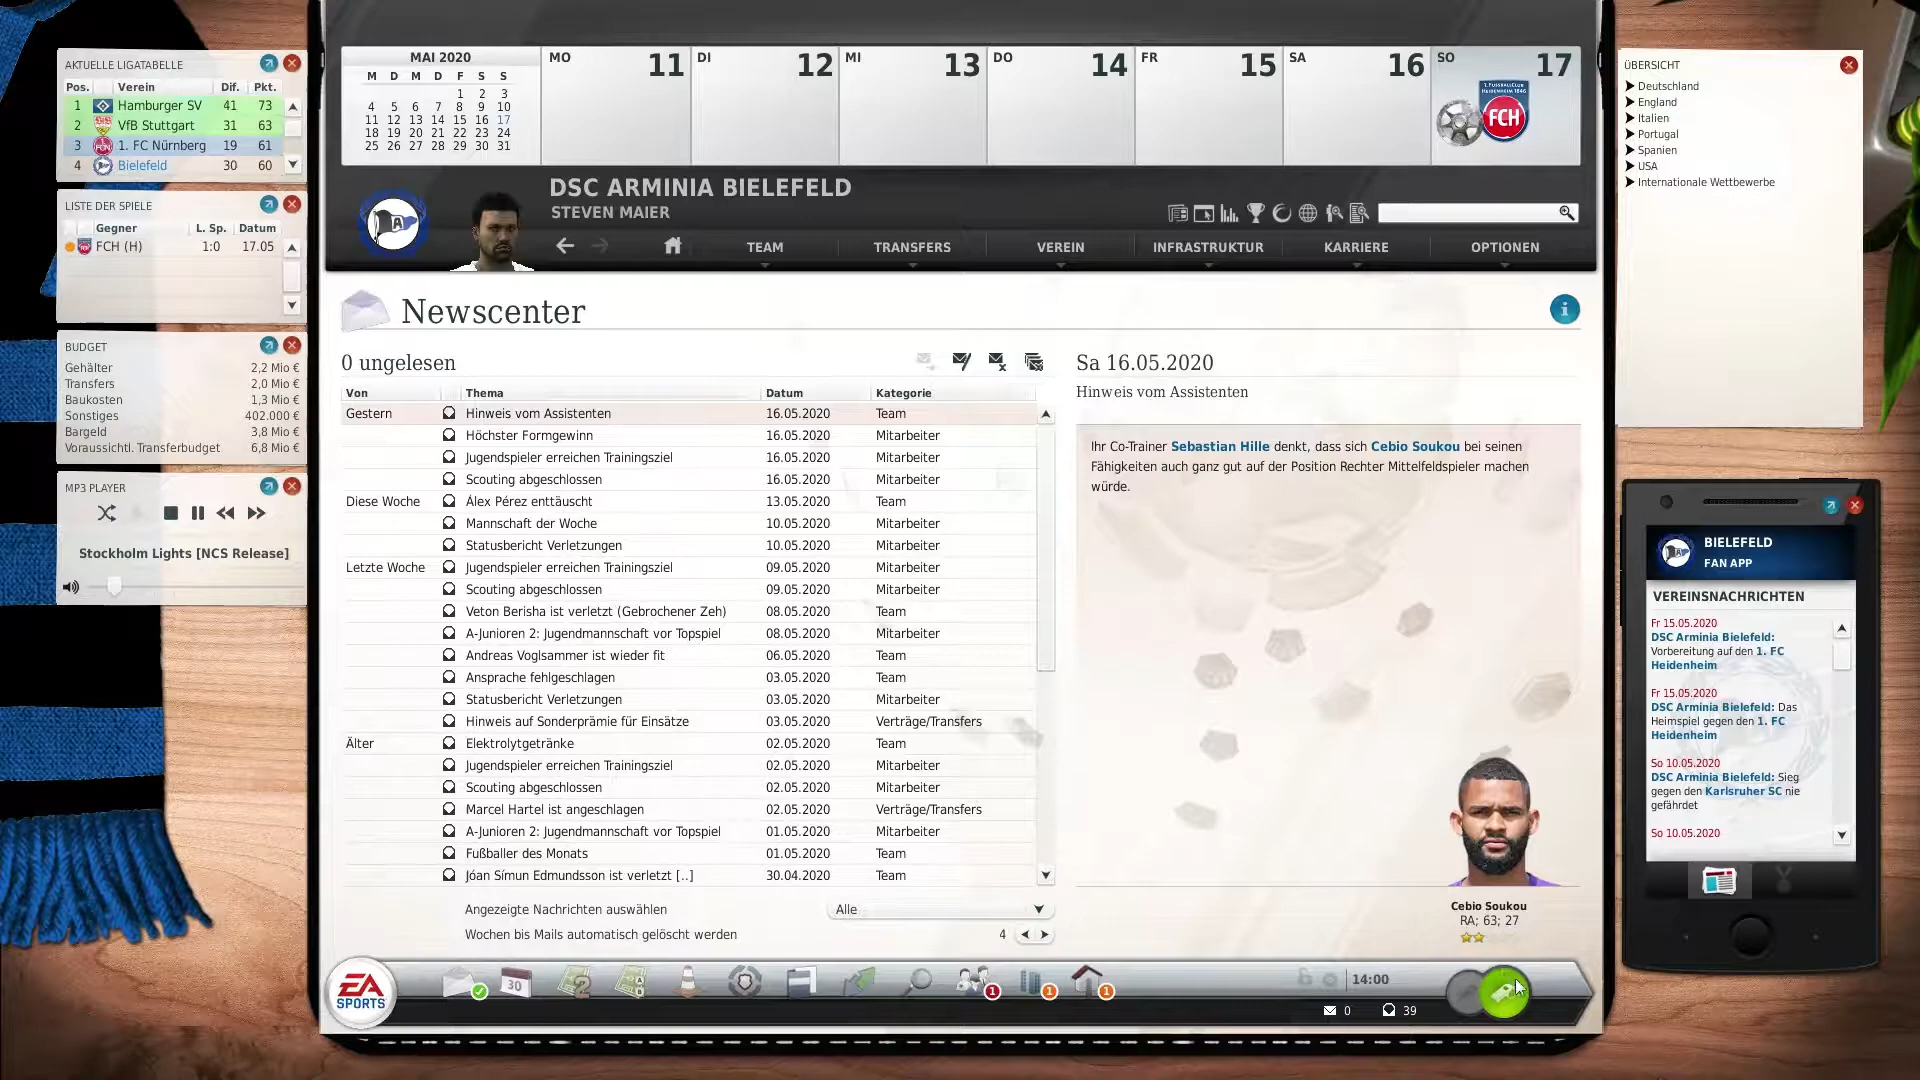 AKTUELLE LIGATABELLE
Pos. Verein Dif. Pkt.
1 Hamburger SV 41 73
2 VfB Stuttgart 31 63
3 1. FC Nürnberg 19 61
4 Bielefeld 30 60
LISTE DER SPIELE
Gegner L. Sp. Datum
FCH (H) 1:0 17.05
BUDGET
Gehälter 2,2 Mio €
Transfers 2,0 Mio €
Baukosten 1,3 Mio €
Sonstiges 402.000 €
Bargeld 3,8 Mio €
Voraussichtl. Transferbudget 6,8 Mio €
MP3 PLAYER
Stockholm Lights [NCS Release]
MAI 2020
M D M D F S S
1 2 3
4 5 6 7 8 9 10
11 12 13 14 15 16 17
18 19 20 21 22 23 24
25 26 27 28 29 30 31
MO 11 DI 12 MI 13 DO 14 FR 15 SA 16 SO 17
FCH
DSC ARMINIA BIELEFELD
STEVEN MAIER
TEAM TRANSFERS VEREIN INFRASTRUKTUR KARRIERE OPTIONEN
Newscenter
0 ungelesen
Von Thema Datum Kategorie
Gestern Hinweis vom Assistenten 16.05.2020 Team
Höchster Formgewinn 16.05.2020 Mitarbeiter
Jugendspieler erreichen Trainingsziel 16.05.2020 Mitarbeiter
Scouting abgeschlossen 16.05.2020 Mitarbeiter
Diese Woche Álex Pérez enttäuscht 13.05.2020 Team
Mannschaft der Woche 10.05.2020 Mitarbeiter
Statusbericht Verletzungen 10.05.2020 Mitarbeiter
Letzte Woche Jugendspieler erreichen Trainingsziel 09.05.2020 Mitarbeiter
Scouting abgeschlossen 09.05.2020 Mitarbeiter
Veton Berisha ist verletzt (Gebrochener Zeh) 08.05.2020 Team
A-Junioren 2: Jugendmannschaft vor Topspiel 08.05.2020 Mitarbeiter
Andreas Voglsammer ist wieder fit 06.05.2020 Team
Ansprache fehlgeschlagen 03.05.2020 Team
Statusbericht Verletzungen 03.05.2020 Mitarbeiter
Hinweis auf Sonderprämie für Einsätze 03.05.2020 Verträge/Transfers
Älter Elektrolytgetränke 02.05.2020 Team
Jugendspieler erreichen Trainingsziel 02.05.2020 Mitarbeiter
Scouting abgeschlossen 02.05.2020 Mitarbeiter
Marcel Hartel ist angeschlagen 02.05.2020 Verträge/Transfers
A-Junioren 2: Jugendmannschaft vor Topspiel 01.05.2020 Mitarbeiter
Fußballer des Monats 01.05.2020 Team
Jóan Símun Edmundsson ist verletzt [..] 30.04.2020 Team
Angezeigte Nachrichten auswählen Alle
Wochen bis Mails automatisch gelöscht werden 4
Sa 16.05.2020
Hinweis vom Assistenten
Ihr Co-Trainer Sebastian Hille denkt, dass sich Cebio Soukou bei seinen
Fähigkeiten auch ganz gut auf der Position Rechter Mittelfeldspieler machen
würde.
Cebio Soukou
RA; 63; 27
EA
SPORTS
30
1 1 1
14:00
0 39
ÜBERSICHT
Deutschland
England
Italien
Portugal
Spanien
USA
Internationale Wettbewerbe
BIELEFELD
FAN APP
VEREINSNACHRICHTEN
Fr 15.05.2020
DSC Arminia Bielefeld:
Vorbereitung auf den 1. FC
Heidenheim
Fr 15.05.2020
DSC Arminia Bielefeld: Das
Heimspiel gegen den 1. FC
Heidenheim
So 10.05.2020
DSC Arminia Bielefeld: Sieg
gegen den Karlsruher SC nie
gefährdet
So 10.05.2020